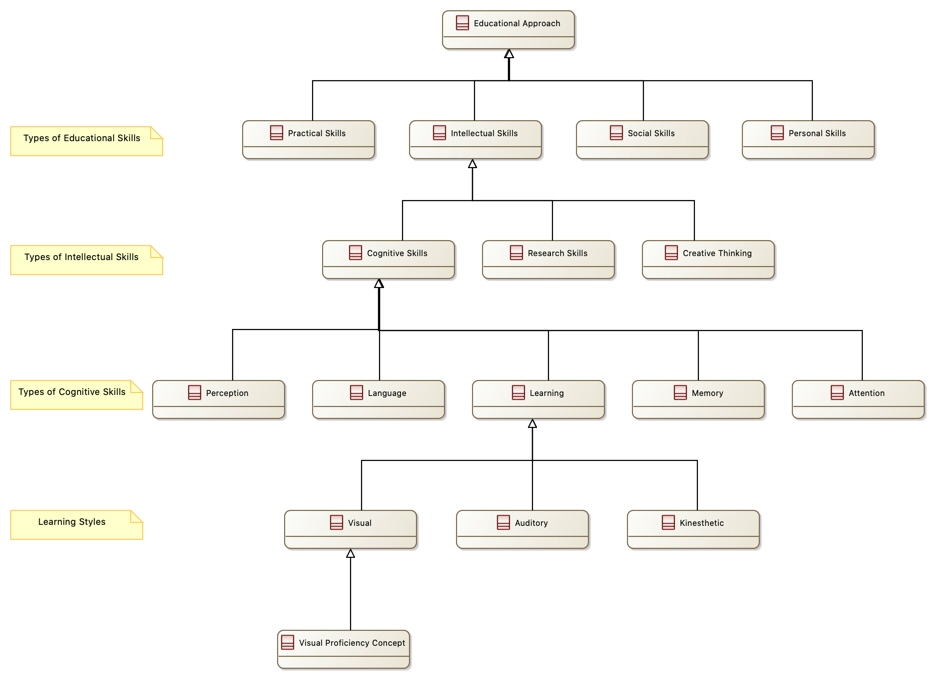 Educational Approach
Types of Educational Skills
Practical Skills
Intellectual Skills
Social Skills
Personal Skills
Types of Intellectual Skills
Cognitive Skills
Research Skills
Creative Thinking
Types of Cognitive Skills
Perception
Language
Learning
Memory
Attention
Learning Styles
Visual
Auditory
Kinesthetic
Visual Proficiency Concept